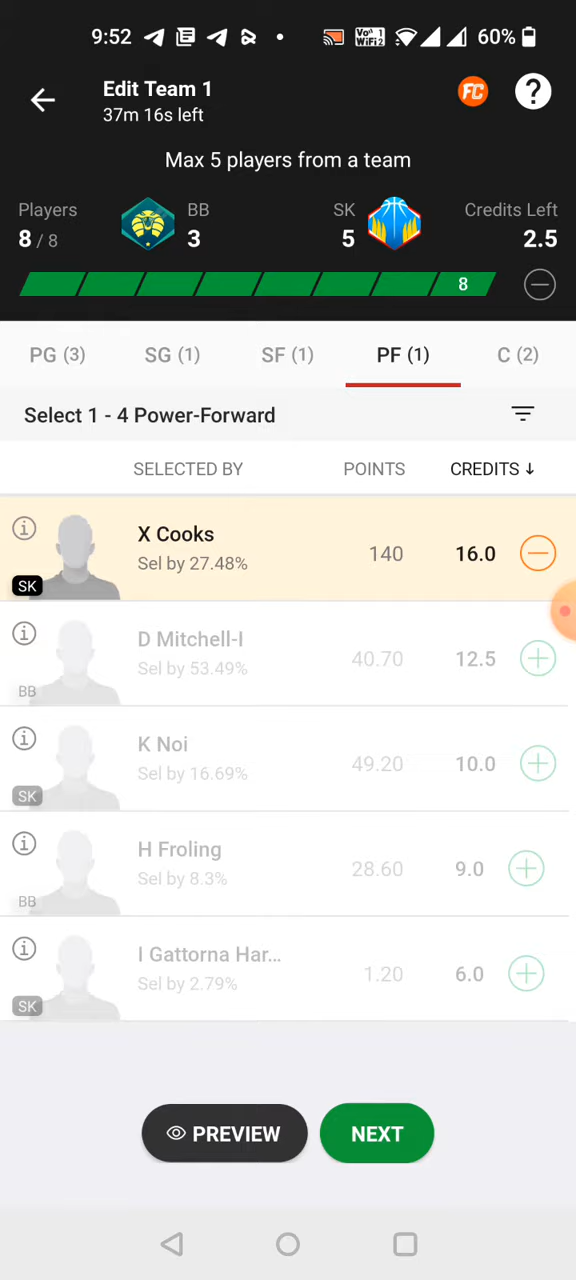 9:52 Vo 1 WiFi2 60%
Edit Team 1
37m 16s left
FC ?
Max 5 players from a team
Players BB SK Credits Left
8 / 8 3 5 2.5
8
PG (3) SG (1) SF (1) PF (1) C (2)
Select 1 - 4 Power-Forward
SELECTED BY POINTS CREDITS ↓
X Cooks
Sel by 27.48%
140 16.0
SK
D Mitchell-I
Sel by 53.49%
40.70 12.5
BB
K Noi
Sel by 16.69%
49.20 10.0
SK
H Froling
Sel by 8.3%
28.60 9.0
BB
I Gattorna Har...
Sel by 2.79%
1.20 6.0
SK
PREVIEW NEXT